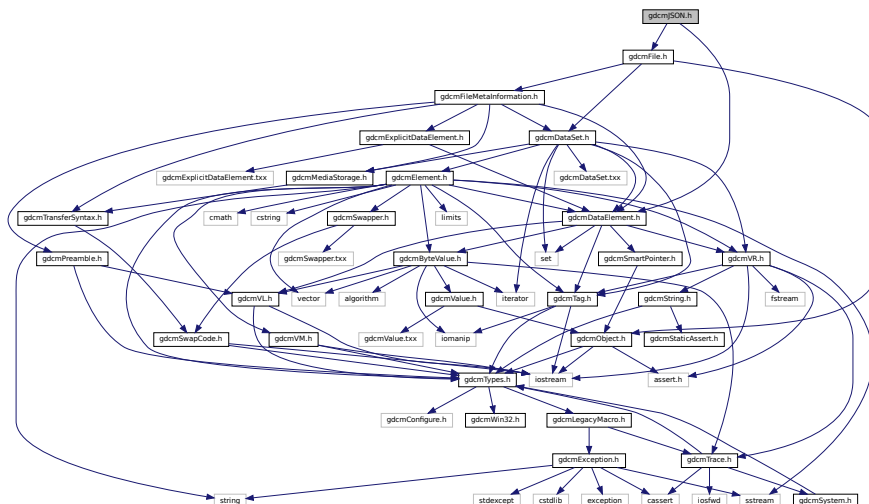 gdcmJSON.h
gdcmFile.h
gdcmFileMetaInformation.h
gdcmExplicitDataElement.h
gdcmDataSet.h
gdcmExplicitDataElement.txx
gdcmMediaStorage.h
gdcmElement.h
gdcmDataSet.txx
gdcmTransferSyntax.h
cmath
cstring
gdcmSwapper.h
limits
gdcmDataElement.h
gdcmPreamble.h
gdcmSwapper.txx
gdcmByteValue.h
set
gdcmSmartPointer.h
gdcmVR.h
gdcmVL.h
vector
algorithm
gdcmValue.h
iterator
gdcmTag.h
gdcmString.h
fstream
gdcmSwapCode.h
gdcmVM.h
gdcmValue.txx
iomanip
gdcmObject.h
gdcmStaticAssert.h
gdcmTypes.h
iostream
assert.h
gdcmConfigure.h
gdcmWin32.h
gdcmLegacyMacro.h
gdcmException.h
gdcmTrace.h
string
stdexcept
cstdlib
exception
cassert
iosfwd
sstream
gdcmSystem.h